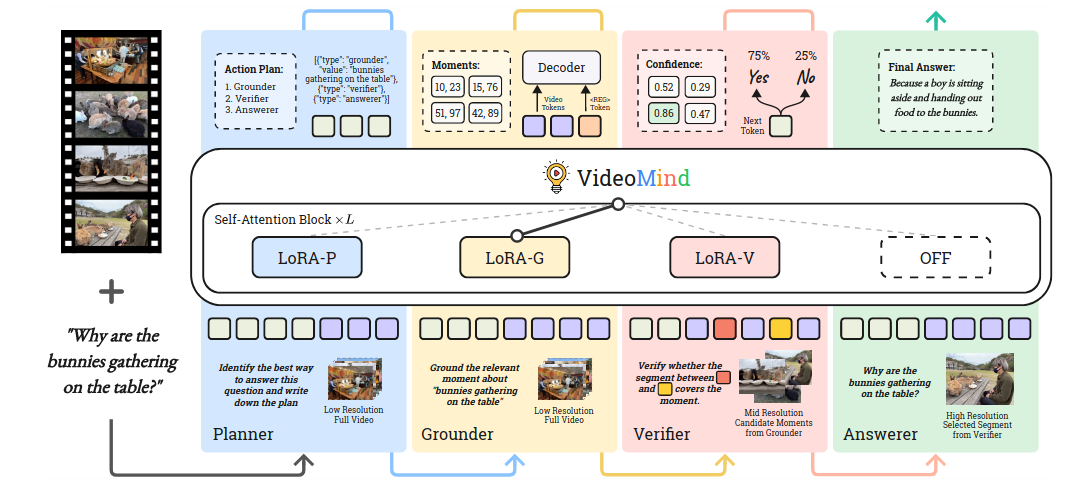 Action Plan:
1. Grounder
2. Verifier
3. Answerer
[{"type": "grounder",
"value": "bunnies
gathering on the table"},
{"type": "verifier"},
{"type": "answerer"}]
Moments:
10, 23
15, 76
51, 97
42, 89
Decoder
Video
Tokens
<REG>
Token
Confidence:
0.52
0.29
0.86
0.47
75%
25%
Yes
No
Next
Token
Final Answer:
Because a boy is sitting
aside and handing out
food to the bunnies.
VideoMind
Self-Attention Block ×L
LoRA-P
LoRA-G
LoRA-V
OFF
"Why are the
bunnies gathering
on the table?"
Identify the best way
to answer this
question and write
down the plan
Low Resolution
Full Video
Planner
Ground the relevant
moment about
"bunnies gathering
on the table"
Low Resolution
Full Video
Grounder
Verify whether the
segment between
and covers the
moment.
Mid Resolution
Candidate Moments
from Grounder
Verifier
Why are the
bunnies gathering
on the table?
High Resolution
Selected Segment
from Verifier
Answerer